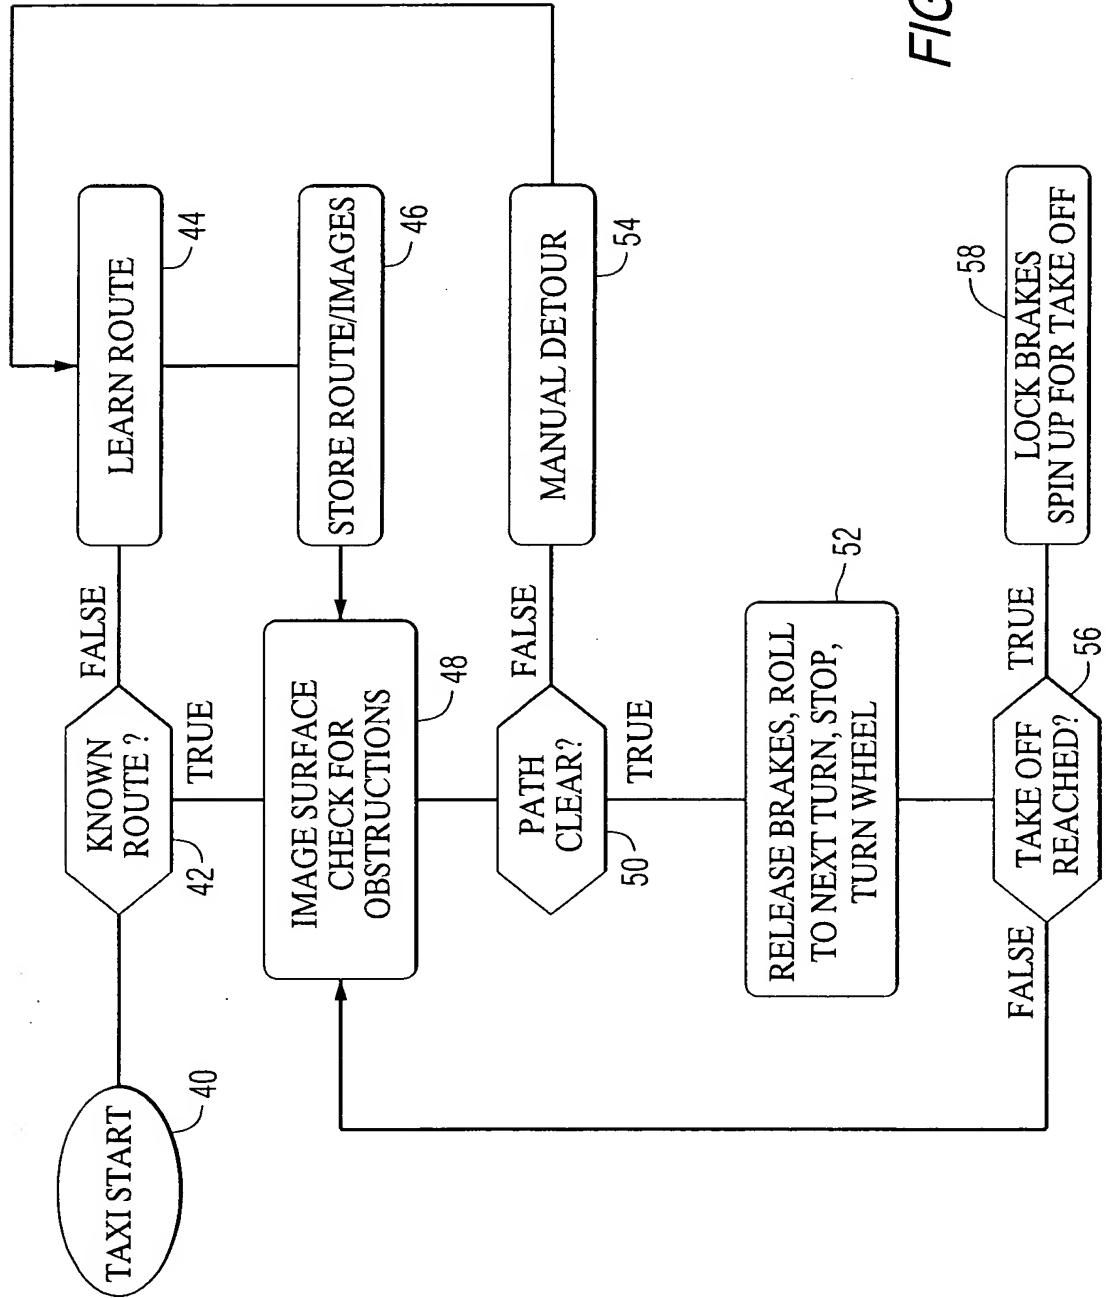 TAXI START
40
KNOWN
ROUTE ?
42
FALSE
TRUE
LEARN ROUTE
44
STORE ROUTE/IMAGES
46
IMAGE SURFACE
CHECK FOR
OBSTRUCTIONS
48
PATH
CLEAR?
50
FALSE
TRUE
MANUAL DETOUR
54
RELEASE BRAKES, ROLL
TO NEXT TURN, STOP,
TURN WHEEL
52
TAKE OFF
REACHED?
56
FALSE
TRUE
LOCK BRAKES
SPIN UP FOR TAKE OFF
58